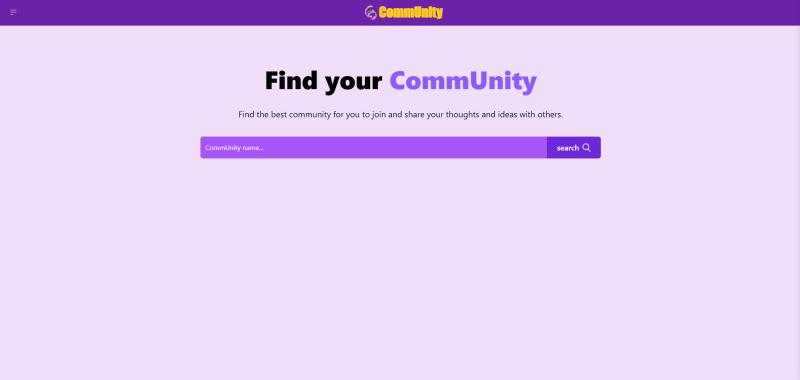 CommUnity
Find your CommUnity
Find the best community for you to join and share your thoughts and ideas with others.
CommUnity name...
search